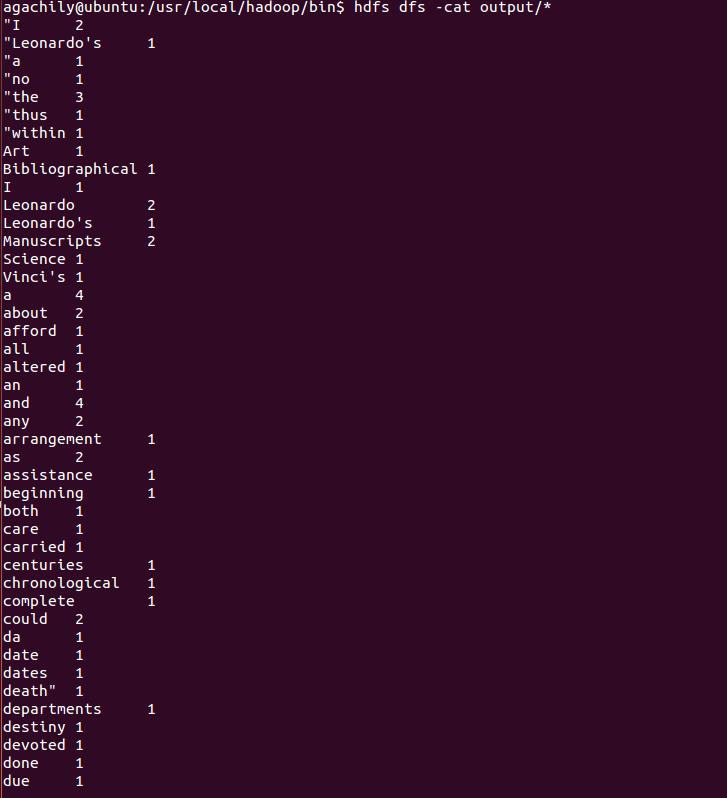 agachily@ubuntu:/usr/local/hadoop/bin$ hdfs dfs -cat output/*
"I	2
"Leonardo's	1
"a	1
"no	1
"the	3
"thus	1
"within	1
Art	1
Bibliographical	1
I	1
Leonardo	2
Leonardo's	1
Manuscripts	2
Science	1
Vinci's	1
a	4
about	2
afford	1
all	1
altered	1
an	1
and	4
any	2
arrangement	1
as	2
assistance	1
beginning	1
both	1
care	1
carried	1
centuries	1
chronological	1
complete	1
could	2
da	1
date	1
dates	1
death"	1
departments	1
destiny	1
devoted	1
done	1
due	1